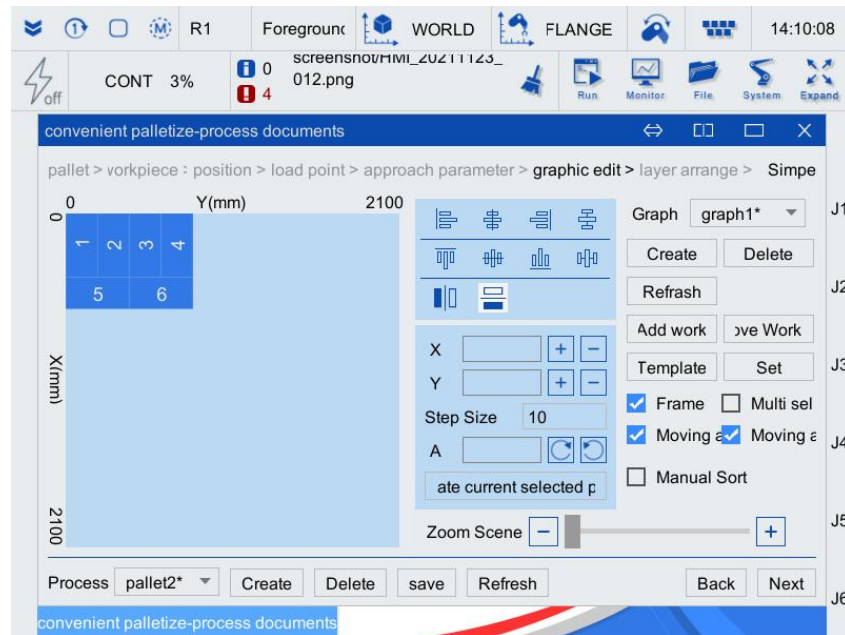 R1 Foregrounc WORLD FLANGE 14:10:08
off CONT 3% 0 4 screenshot/HMI_20211123_
012.png
Run Monitor File System Expand
convenient palletize-process documents
pallet > vorkpiece : position > load point > approach parameter > graphic edit > layer arrange > Simpe
0 Y(mm) 2100
0
1 2 3 4
5 6
X(mm)
2100
X + −
Y + −
Step Size 10
A
ate current selected p
Zoom Scene − +
Graph graph1*
Create Delete
Refrash
Add work ove Work
Template Set
Frame Multi sel
Moving a Moving a
Manual Sort
J1
J2
J3
J4
J5
J6
Process pallet2* Create Delete save Refresh Back Next
convenient palletize-process documents